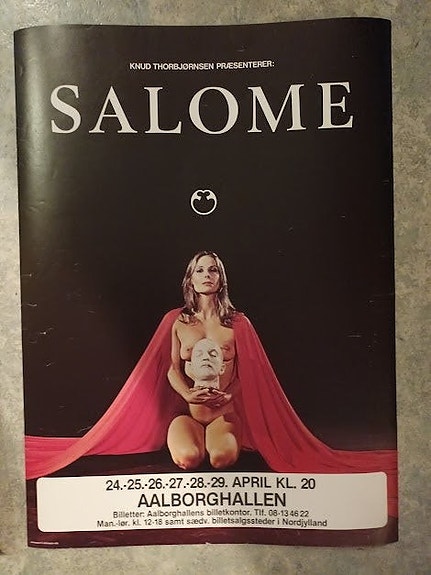 KNUD THORBJØRNSEN PRÆSENTERER:
SALOME
24.-25.-26.-27.-28.-29. APRIL KL. 20
AALBORGHALLEN
Billetter: Aalborghallens billetkontor. Tlf. 08-13 46 22
Man.-lør. kl. 12-18 samt sædv. billetsalgssteder i Nordjylland